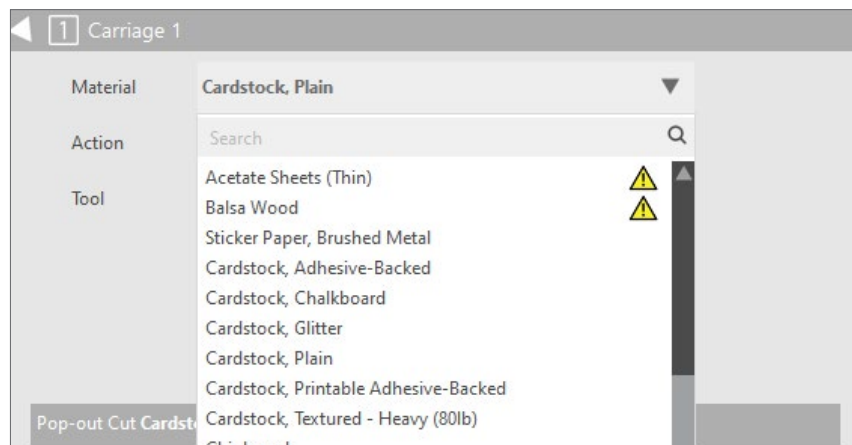 1 Carriage 1
Material Cardstock, Plain
Action Search
Acetate Sheets (Thin)
Tool Balsa Wood
Sticker Paper, Brushed Metal
Cardstock, Adhesive-Backed
Cardstock, Chalkboard
Cardstock, Glitter
Cardstock, Plain
Cardstock, Printable Adhesive-Backed
Pop-out Cut Cardst Cardstock, Textured - Heavy (80lb)